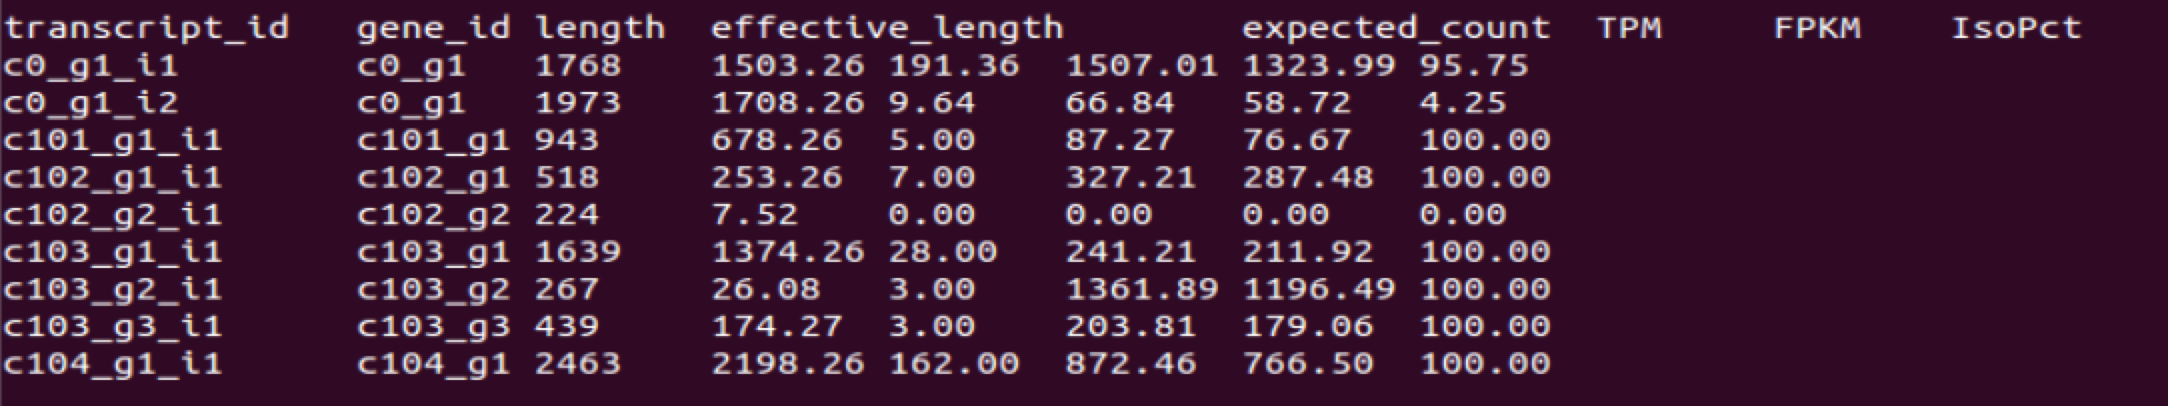 transcript_id gene_id length effective_length expected_count TPM FPKM IsoPct
c0_g1_i1 c0_g1 1768 1503.26 191.36 1507.01 1323.99 95.75
c0_g1_i2 c0_g1 1973 1708.26 9.64 66.84 58.72 4.25
c101_g1_i1 c101_g1 943 678.26 5.00 87.27 76.67 100.00
c102_g1_i1 c102_g1 518 253.26 7.00 327.21 287.48 100.00
c102_g2_i1 c102_g2 224 7.52 0.00 0.00 0.00 0.00
c103_g1_i1 c103_g1 1639 1374.26 28.00 241.21 211.92 100.00
c103_g2_i1 c103_g2 267 26.08 3.00 1361.89 1196.49 100.00
c103_g3_i1 c103_g3 439 174.27 3.00 203.81 179.06 100.00
c104_g1_i1 c104_g1 2463 2198.26 162.00 872.46 766.50 100.00